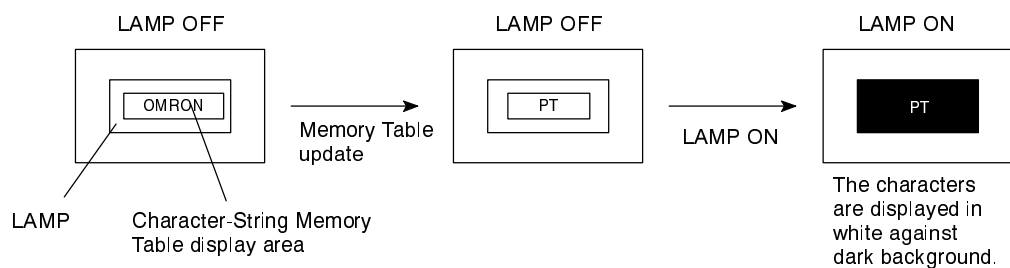 LAMP OFF
LAMP OFF
LAMP ON
OMRON
PT
PT
Memory Table
update
LAMP ON
LAMP
Character-String Memory
Table display area
The characters
are displayed in
white against
dark background.